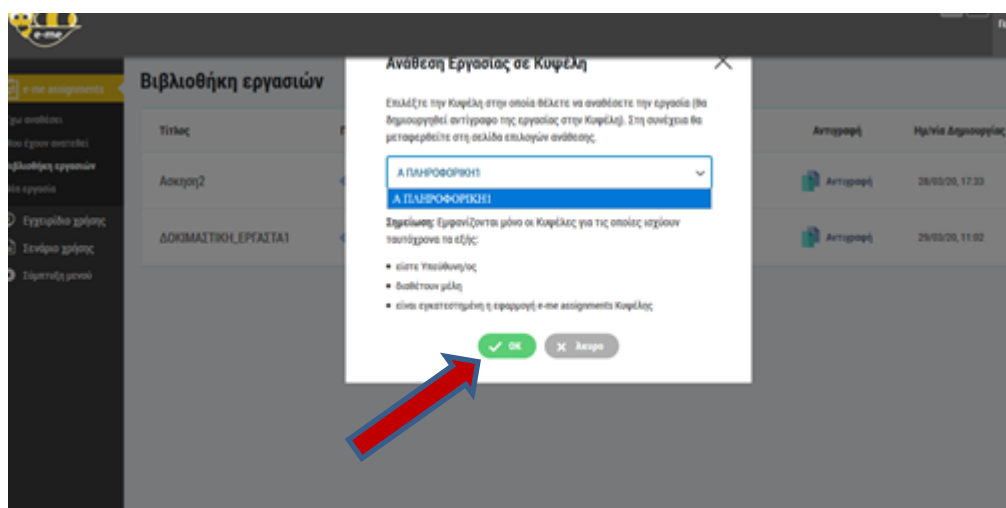 e-me
Ανάθεση Εργασίας σε Κυψέλη
e-me assignments
Βιβλιοθήκη εργασιών
Επιλέξτε την Κυψέλη στην οποία θέλετε να αναθέσετε την εργασία (θα
δημιουργηθεί αντίγραφο της εργασίας στην Κυψέλη). Στη συνέχεια θα
μεταφερθείτε στη σελίδα επιλογών ανάθεσης.
Τίτλος
Αντιγραφή
Ημ/νία Δημιουργίας
Α ΠΛΗΡΟΦΟΡΙΚΗ1
Α ΠΛΗΡΟΦΟΡΙΚΗ1
Ασκηση2
Αντιγραφή
28/03/20, 17:33
Σημείωση: Εμφανίζονται μόνο οι Κυψέλες για τις οποίες ισχύουν
ταυτόχρονα τα εξής:
ΔΟΚΙΜΑΣΤΙΚΗ_ΕΡΓΑΣΤΑ1
Αντιγραφή
29/03/20, 11:02
είστε Υπεύθυνη/ος
διαθέτουν μέλη
είναι εγκατεστημένη η εφαρμογή e-me assignments Κυψέλης
OK
Άκυρο
εργασιών
εργασία
Εγχειρίδιο χρήσης
Σενάριο χρήσης
Σύμπτυξη μενού